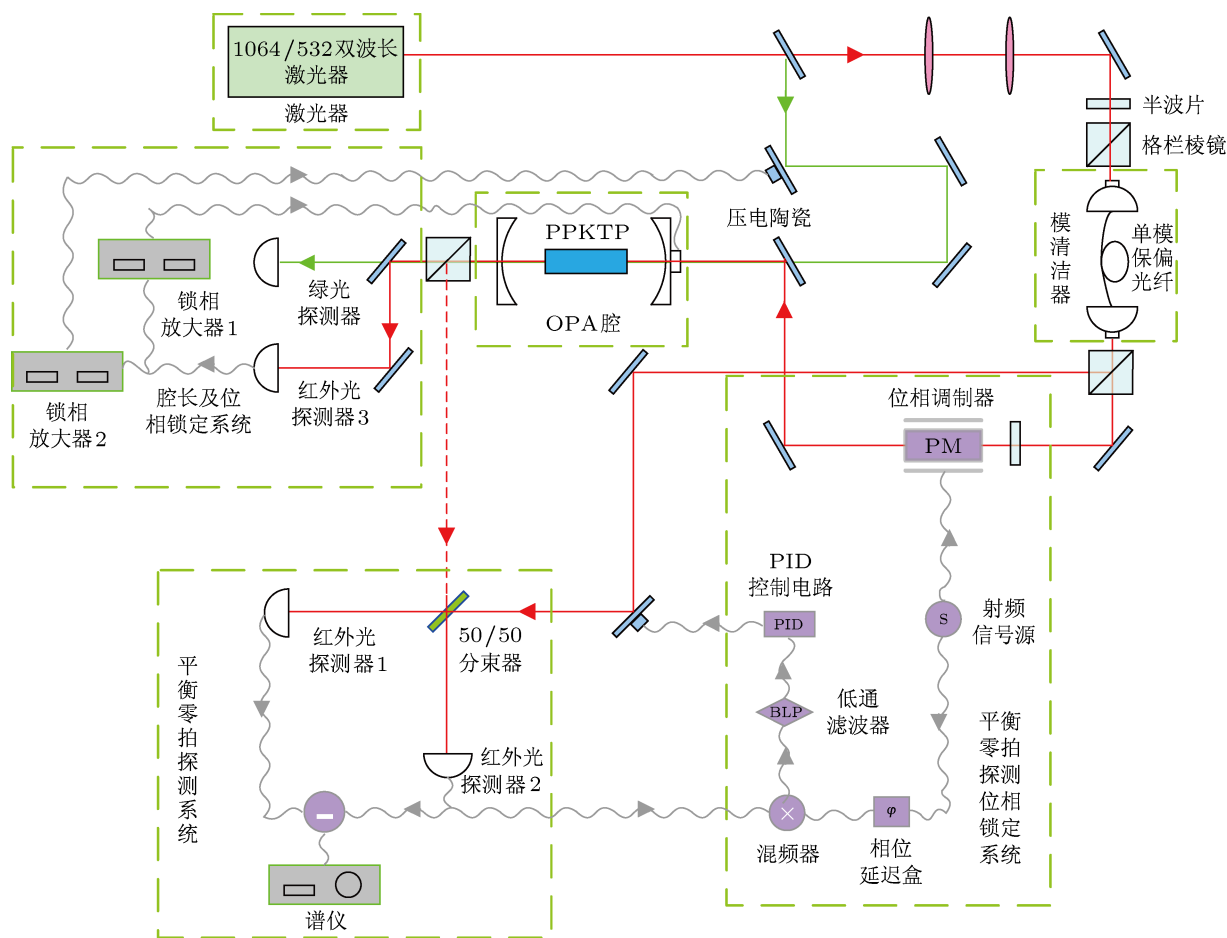 1064/532双波长
激光器
激光器
半波片
格栏棱镜
压电陶瓷
模清洁器
单模
保偏
光纤
PPKTP
OPA腔
绿光
探测器
锁相
放大器1
红外光
探测器3
腔长及位
相锁定系统
锁相
放大器2
位相调制器
PM
PID
控制电路
PID
S
射频
信号源
50/50
分束器
红外光
探测器1
平衡零拍探测系统
BLP
低通
滤波器
平衡
零拍
探测
位相
锁定
系统
红外光
探测器2
−
×
φ
混频器
相位
延迟盒
谱仪